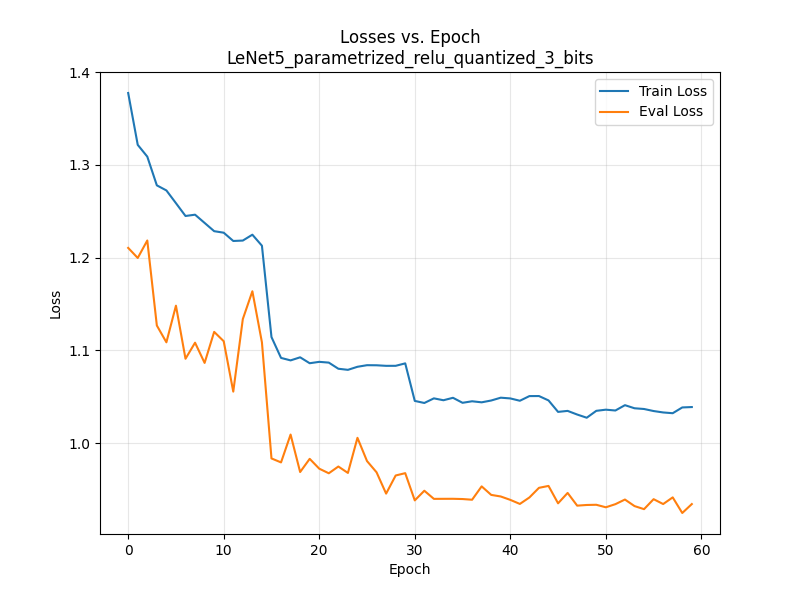 Losses vs. Epoch
LeNet5_parametrized_relu_quantized_3_bits
Train Loss
Eval Loss
1.4
1.3
1.2
1.1
1.0
Loss
0
10
20
30
40
50
60
Epoch